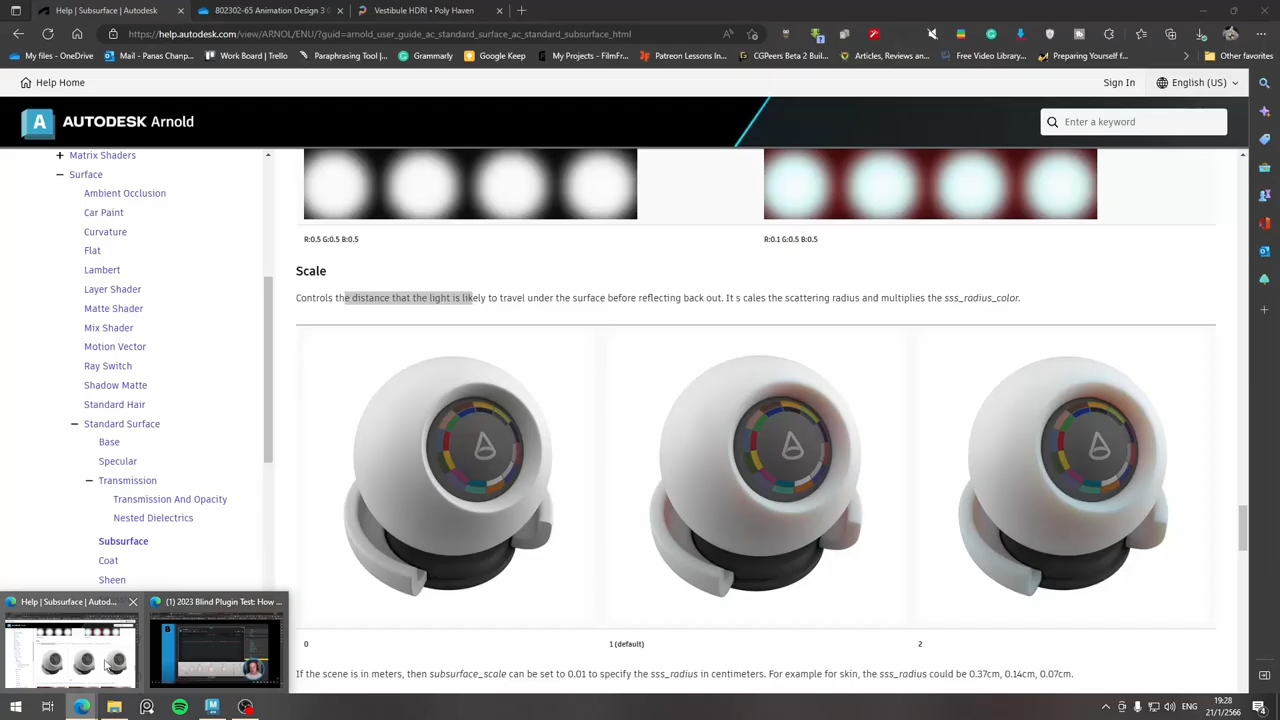 Help | Subsurface | Autodesk
802302-65 Animation Design 3 (
Vestibule HDRI • Poly Haven
https://help.autodesk.com/view/ARNOL/ENU/?guid=arnold_user_guide_ac_standard_surface_ac_standard_subsurface_html
My files - OneDrive
Mail - Panas Chanp...
Work Board | Trello
Paraphrasing Tool |...
Grammarly
Google Keep
My Projects - FilmFr...
Patreon Lesson Plan...
CGPeers Beta 2 Buil...
Articles, Reviews an...
Free Video Library...
Preparing Yourself f...
Other favorites
Help Home
Sign In
English (US)
A AUTODESK Arnold
Enter a keyword
Matrix Shaders
Surface
Ambient Occlusion
Car Paint
Curvature
Flat
Lambert
Layer Shader
Matte Shader
Mix Shader
Motion Vector
Ray Switch
Shadow Matte
Standard Hair
Standard Surface
Base
Specular
Transmission
Transmission And Opacity
Nested Dielectrics
Subsurface
Coat
Sheen
R:0.5 G:0.5 B:0.5
R:0.1 G:0.5 B:0.5
Scale
Controls the distance that the light is likely to travel under the surface before reflecting back out. It s cales the scattering radius and multiplies the sss_radius_color.
0
1 (default)
2
If the scene is in meters, then subsurface_scale can be set to 0.01 to specify the sss_radius in centimeters. For example for skin, the sss_radius could be 0.37cm, 0.14cm, 0.07cm.
Help | Subsurface | Autod...
(1) 2023 Blind Plugin Test: How ...
19:28
21/1/2566